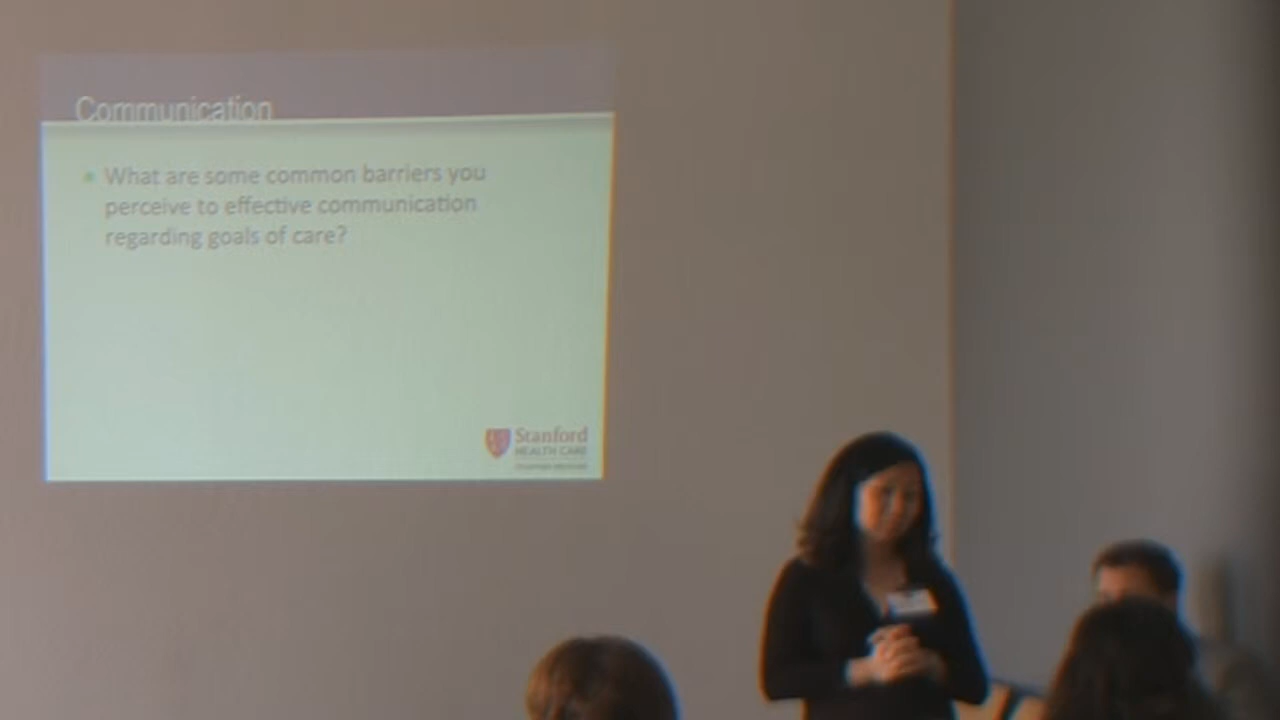 Communication
What are some common barriers you
perceive to effective communication
regarding goals of care?
Stanford
HEALTH CARE